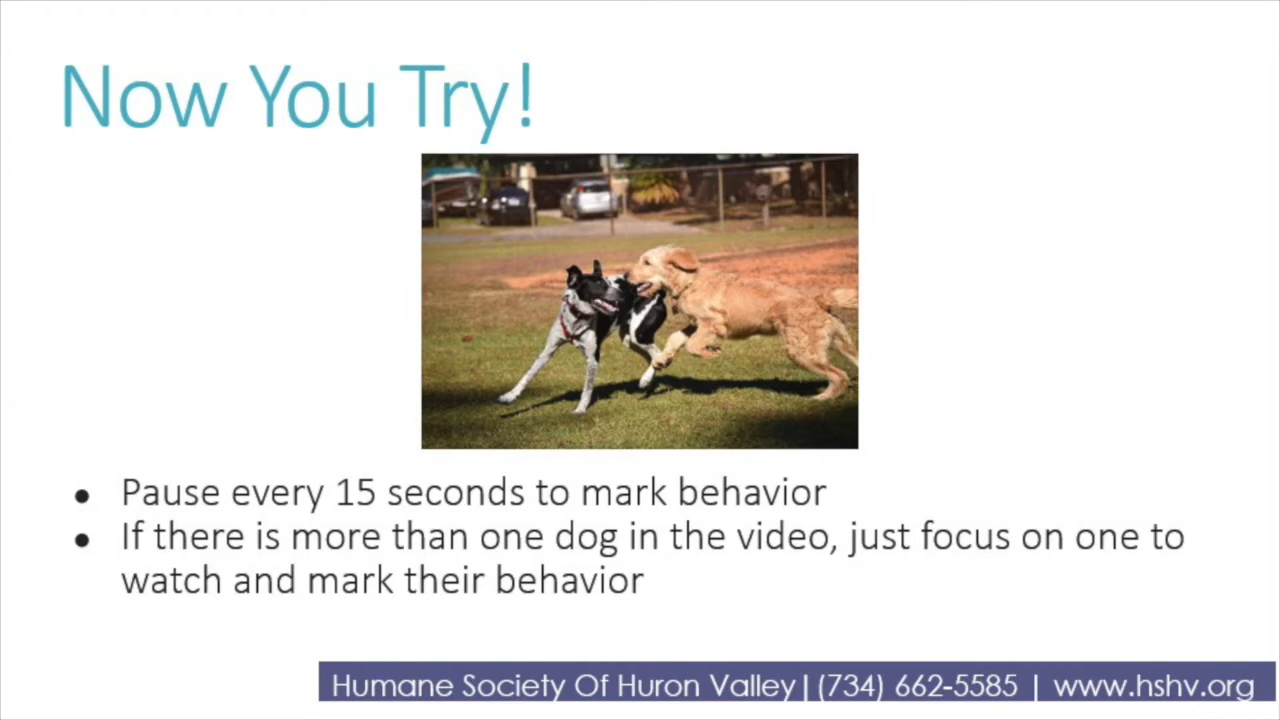 Now You Try!
● Pause every 15 seconds to mark behavior
● If there is more than one dog in the video, just focus on one to
watch and mark their behavior
Humane Society Of Huron Valley| (734) 662-5585 | www.hshv.org